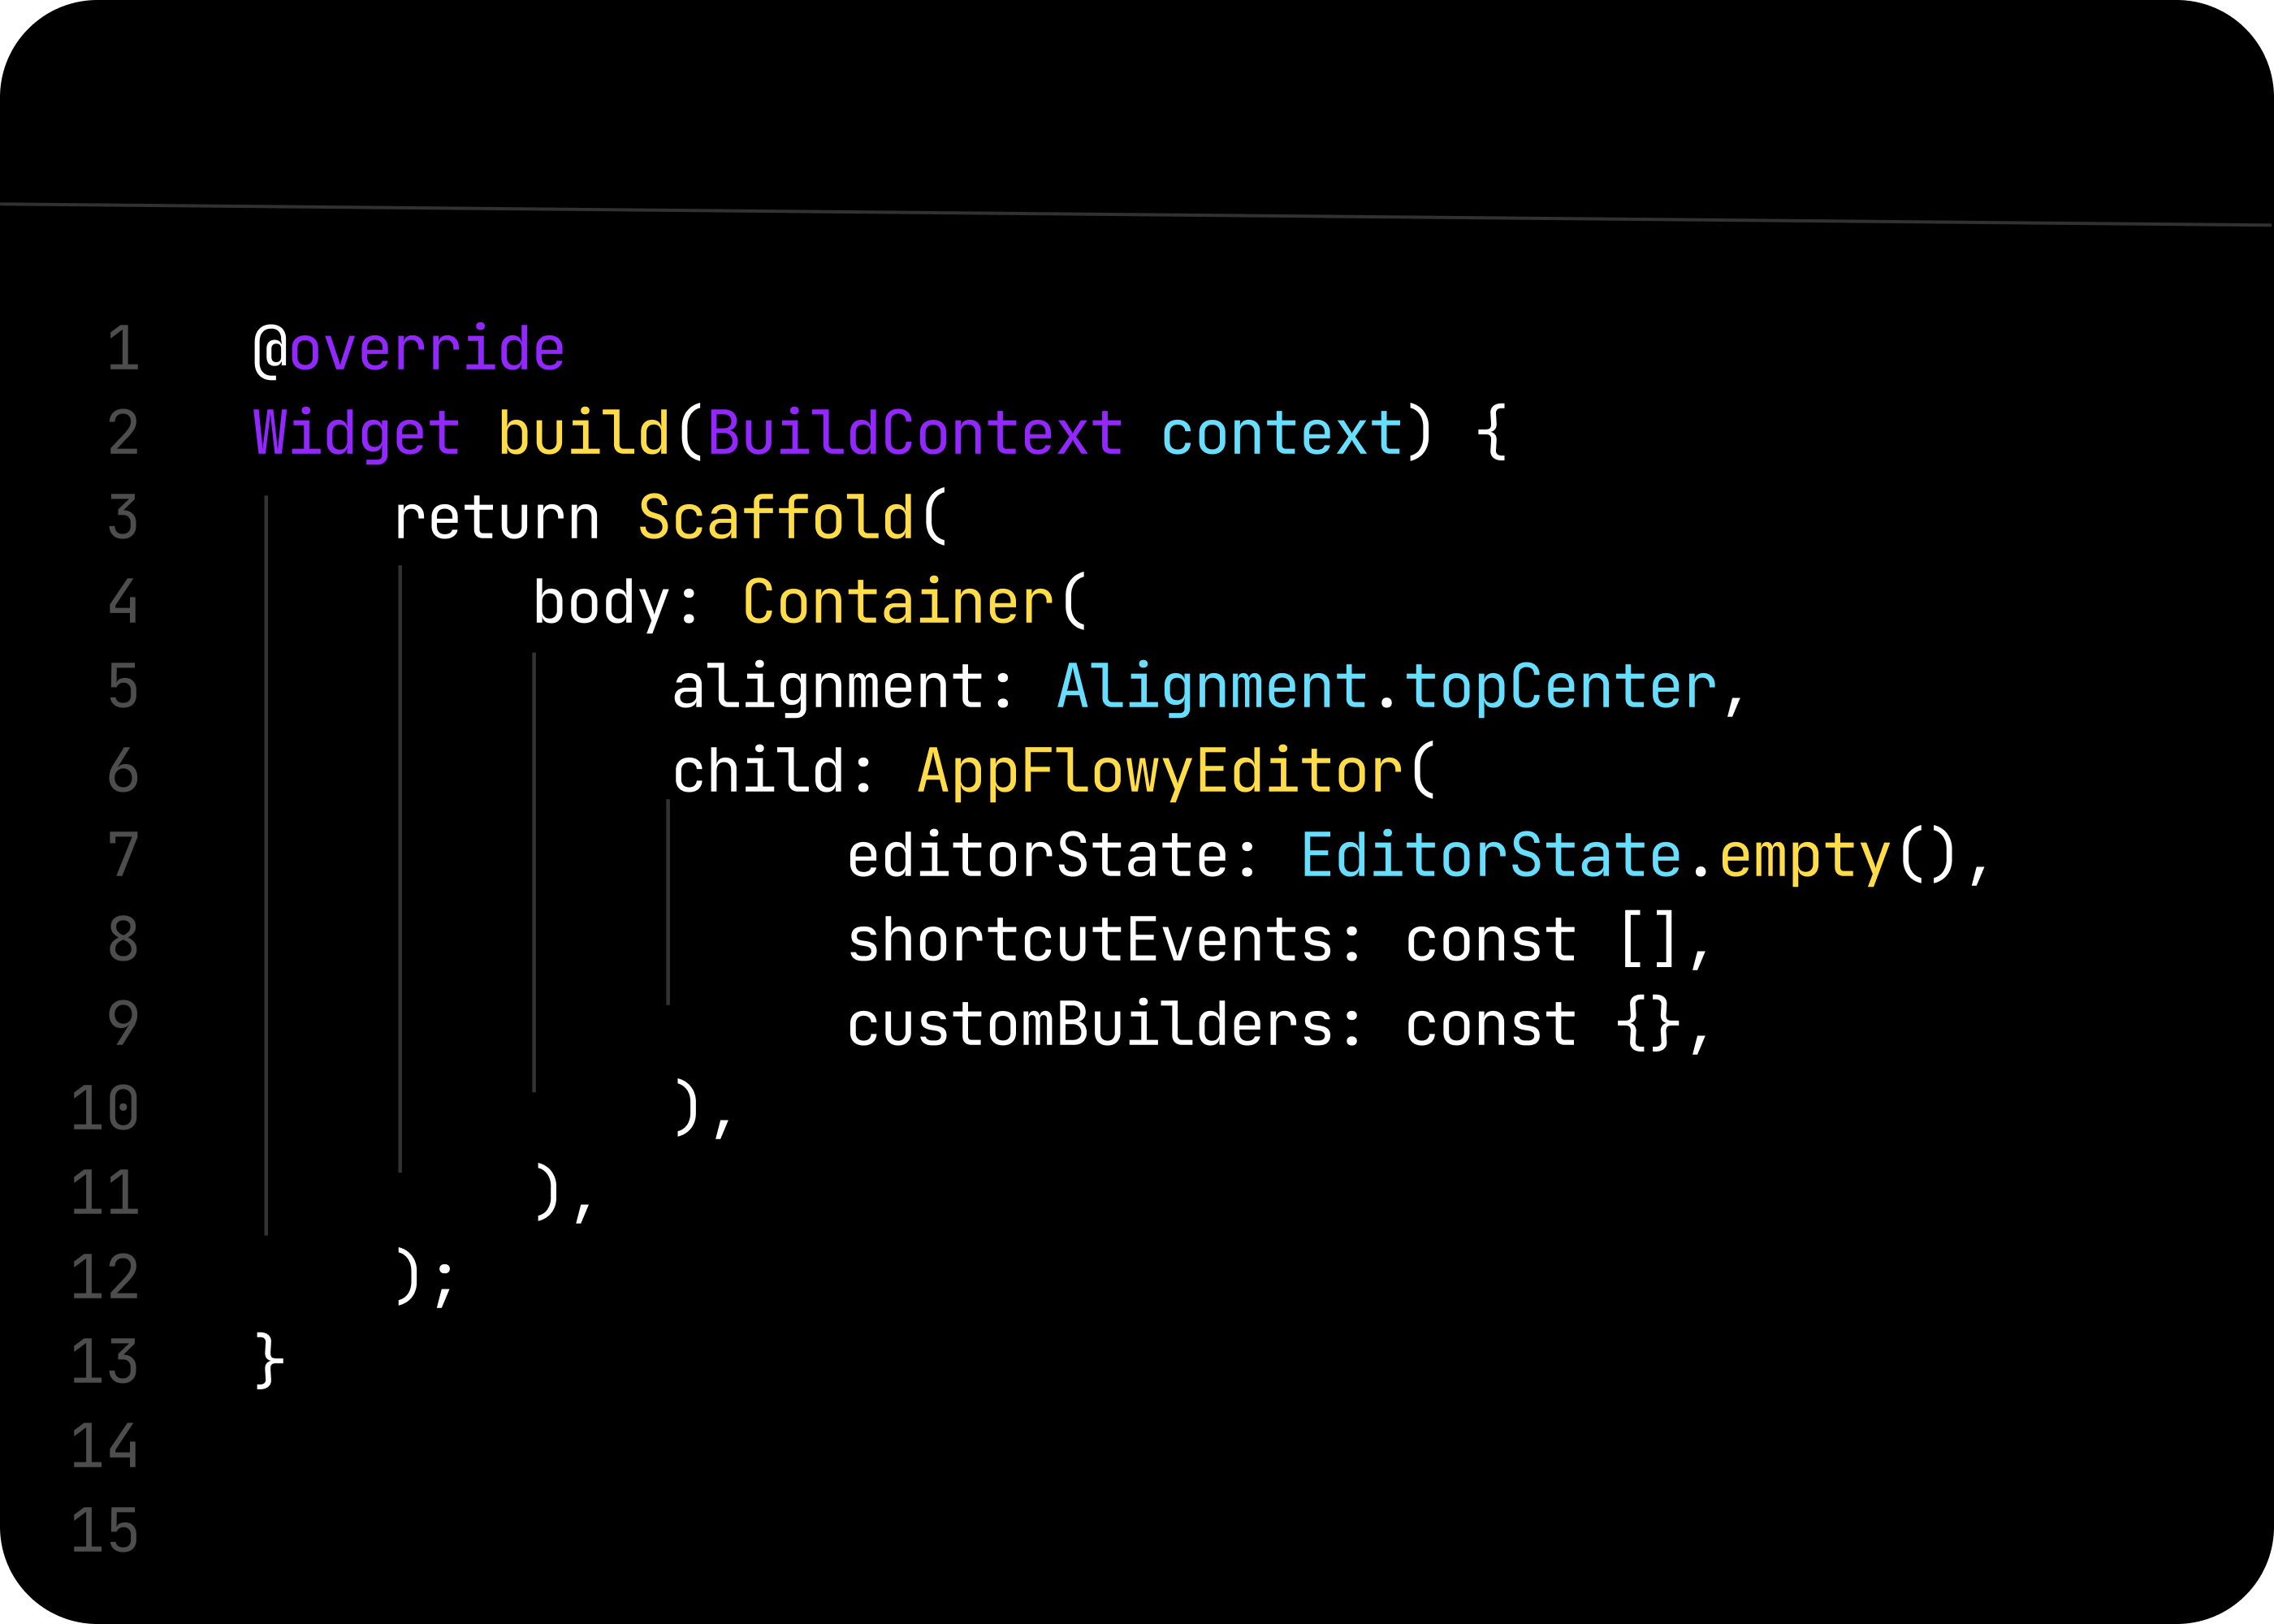 1 @override
2 Widget build(BuildContext context) {
3     return Scaffold(
4         body: Container(
5             alignment: Alignment.topCenter,
6             child: AppFlowyEditor(
7                 editorState: EditorState.empty(),
8                 shortcutEvents: const [],
9                 customBuilders: const {},
10             ),
11         ),
12     );
13 }
14
15